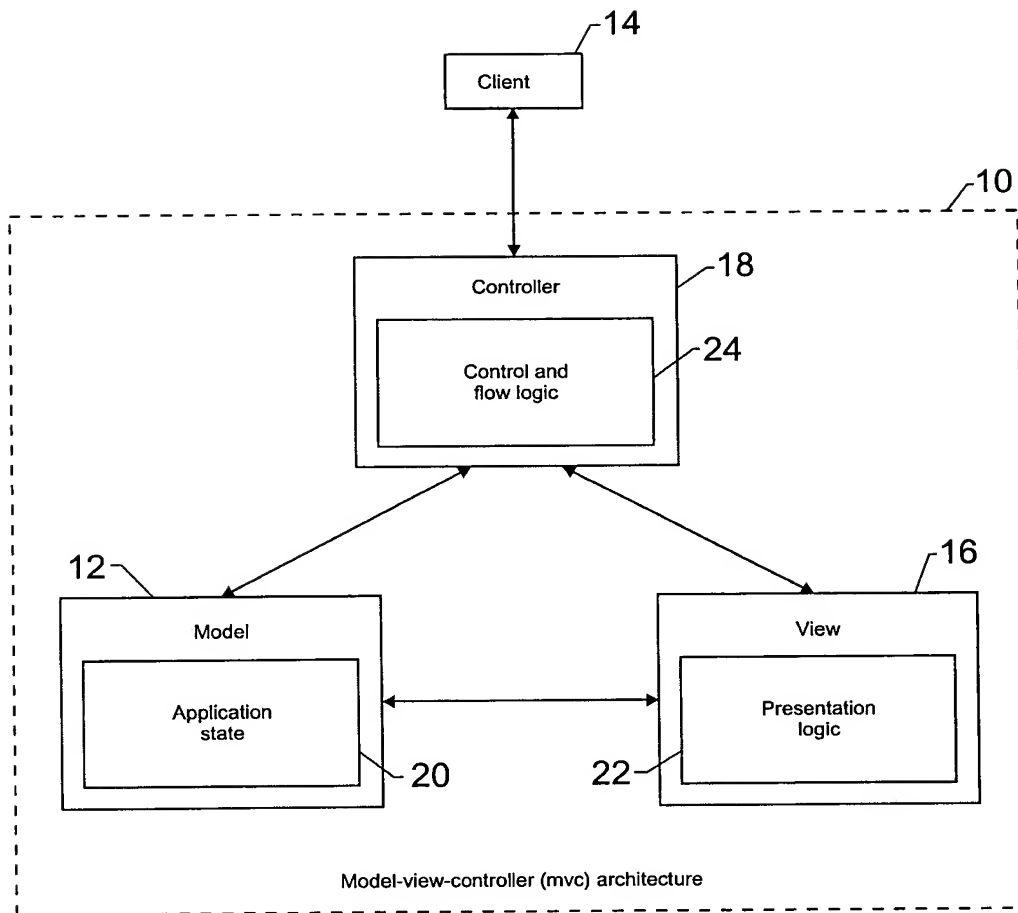 14
Client
10
18
Controller
24
Control and
flow logic
12
16
Model
View
Application
state
Presentation
logic
20
22
Model-view-controller (mvc) architecture